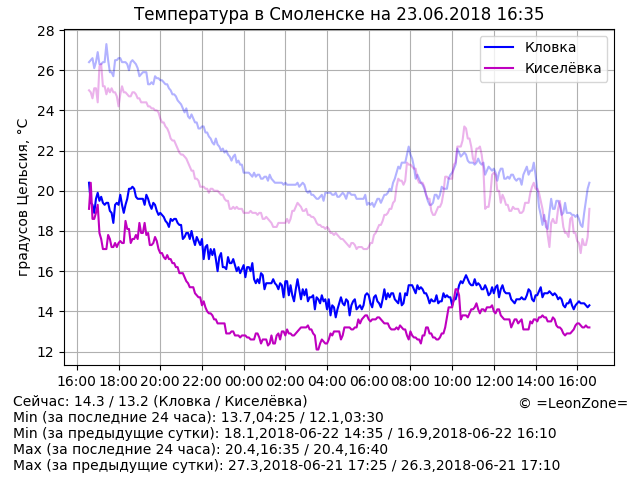 Температура в Смоленске на 23.06.2018 16:35
28
26
24
22
20
18
16
14
12
градусов Цельсия, °C
Кловка
Киселёвка
16:00 18:00 20:00 22:00 00:00 02:00 04:00 06:00 08:00 10:00 12:00 14:00 16:00
Сейчас: 14.3 / 13.2 (Кловка / Киселёвка)
© =LeonZone=
Min (за последние 24 часа): 13.7,04:25 / 12.1,03:30
Min (за предыдущие сутки): 18.1,2018-06-22 14:35 / 16.9,2018-06-22 16:10
Max (за последние 24 часа): 20.4,16:35 / 20.4,16:40
Max (за предыдущие сутки): 27.3,2018-06-21 17:25 / 26.3,2018-06-21 17:10